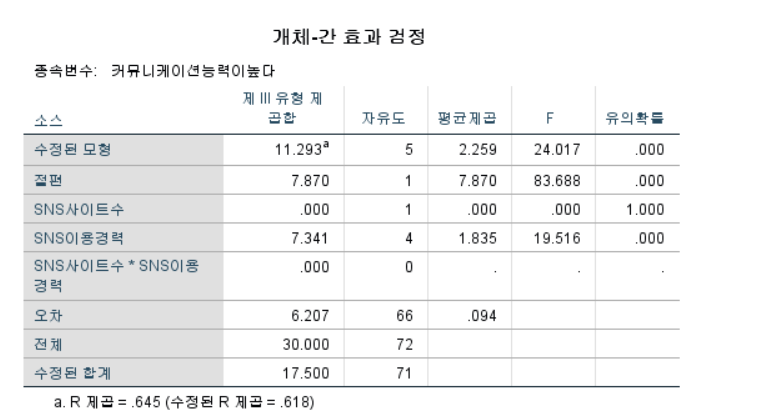 개체-간 효과 검정
종속변수: 커뮤니케이션능력이높다
소스 제 III 유형 제곱합 자유도 평균제곱 F 유의확률
수정된 모형 11.293a 5 2.259 24.017 .000
절편 7.870 1 7.870 83.688 .000
SNS사이트수 .000 1 .000 .000 1.000
SNS이용경력 7.341 4 1.835 19.516 .000
SNS사이트수 * SNS이용경력 .000 0 . . .
오차 6.207 66 .094
전체 30.000 72
수정된 합계 17.500 71
a. R 제곱 = .645 (수정된 R 제곱 = .618)